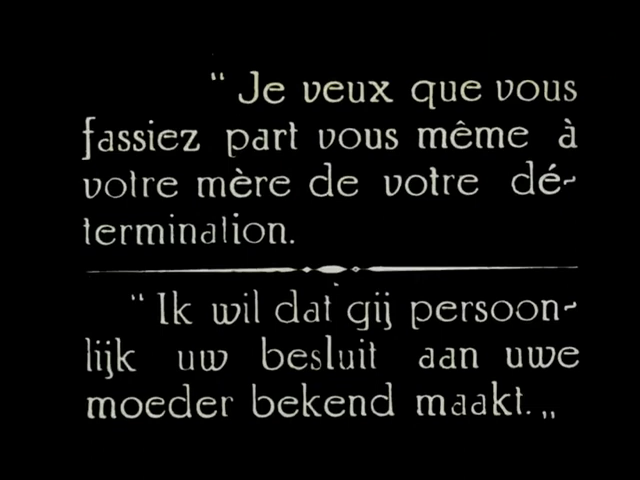 “ Je veux que vous
fassiez part vous même à
votre mère de votre dé-
termination.
“ Ik wil dat gij persoon-
lijk uw besluit aan uwe
moeder bekend maakt. „